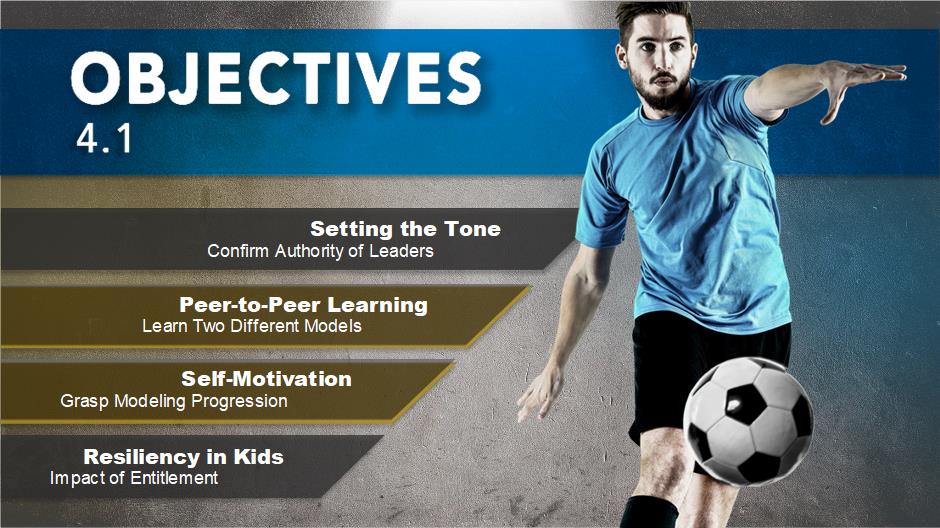 OBJECTIVES
4.1
Setting the Tone
Confirm Authority of Leaders
Peer-to-Peer Learning
Learn Two Different Models
Self-Motivation
Grasp Modeling Progression
Resiliency in Kids
Impact of Entitlement